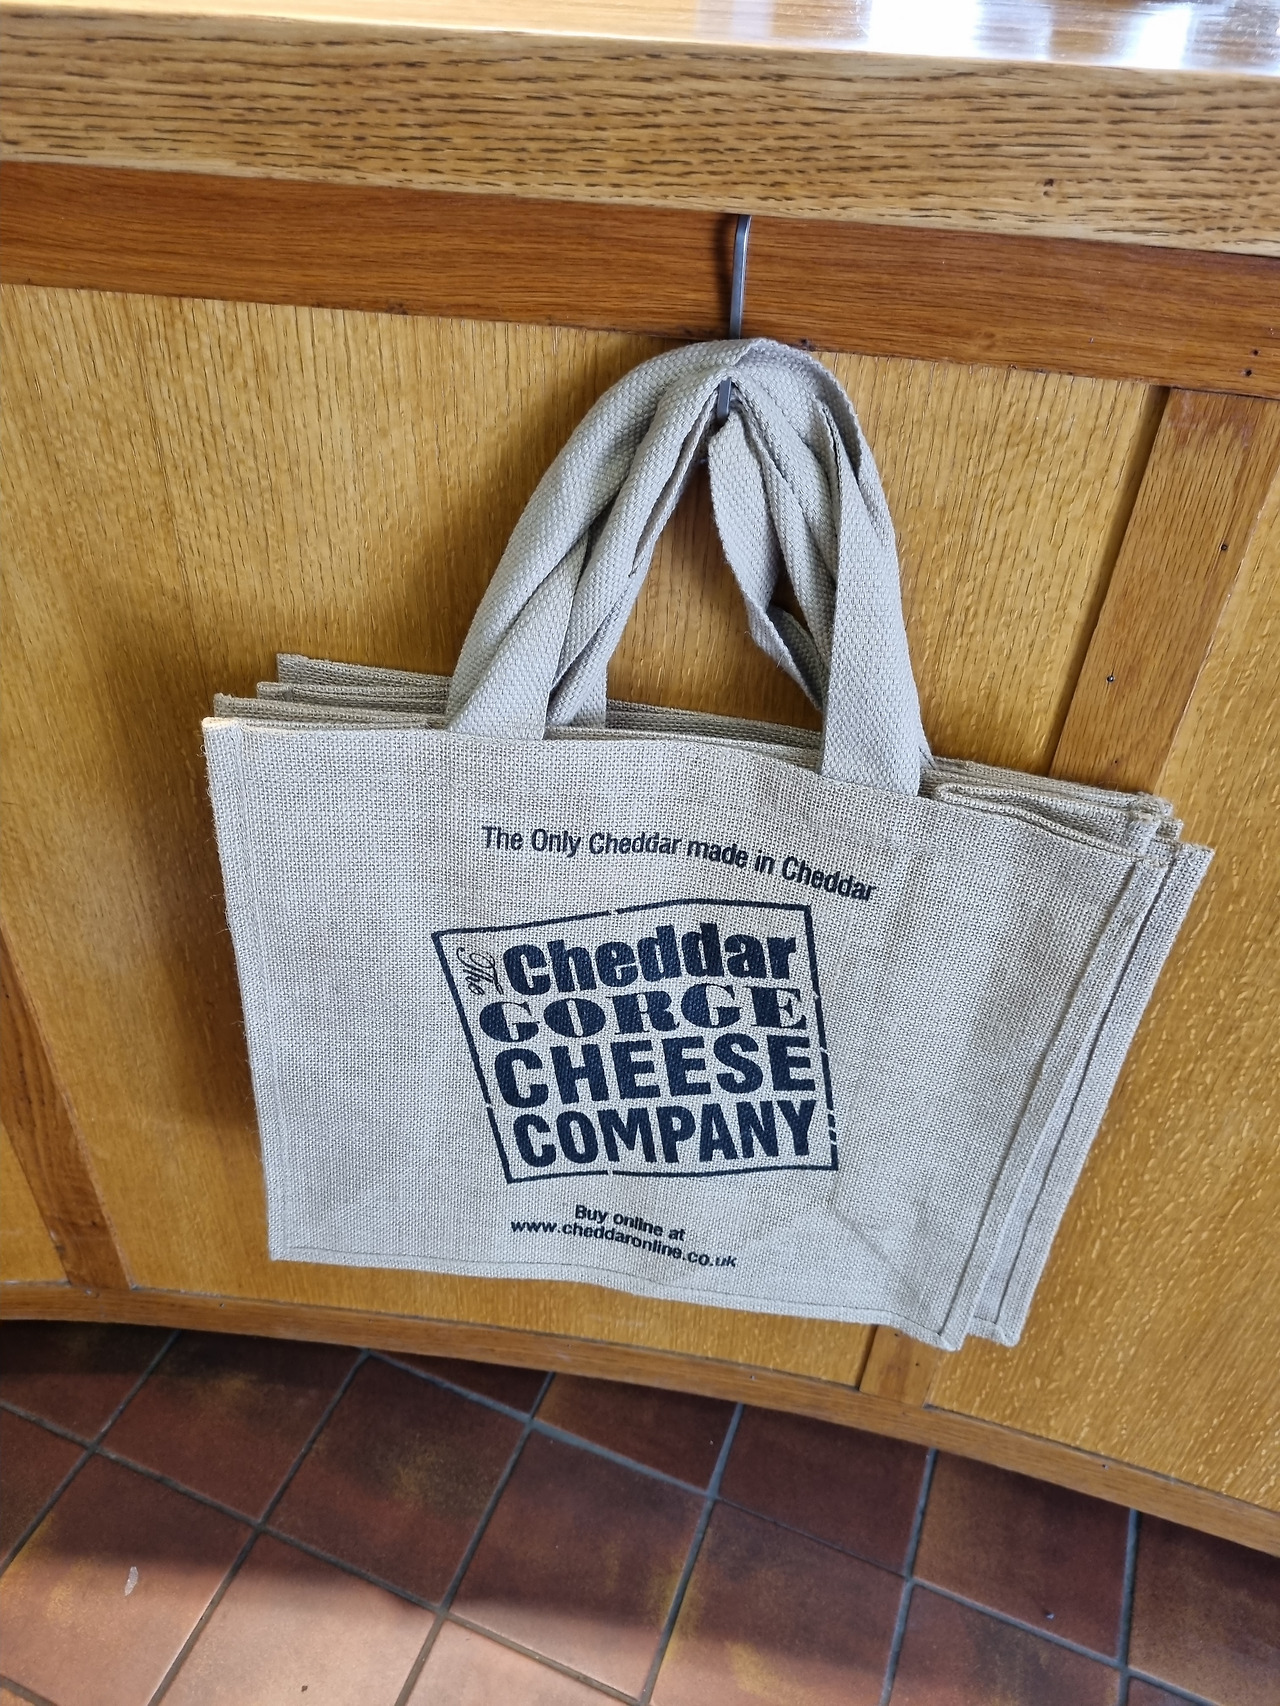 The Only Cheddar made in Cheddar
The Cheddar
GORGE
CHEESE
COMPANY
Buy online at
www.cheddaronline.co.uk